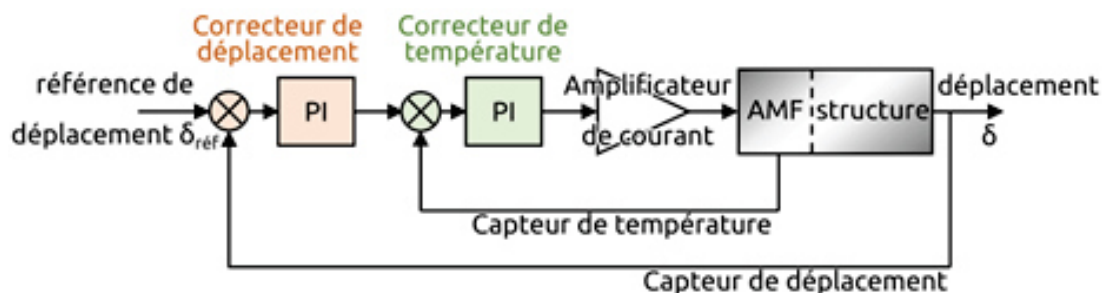 Correcteur de
déplacement
Correcteur de
température
référence de
déplacement δréf
PI
PI
Amplificateur
de courant
AMF
structure
déplacement
δ
Capteur de température
Capteur de déplacement